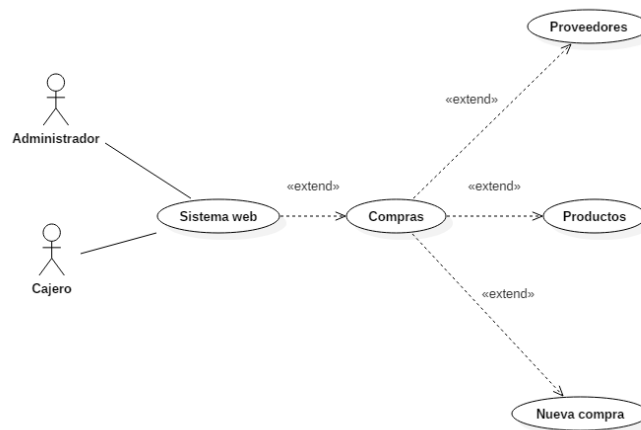 Proveedores
«extend»
Administrador
«extend»
«extend»
Sistema web
Compras
Productos
Cajero
«extend»
Nueva compra